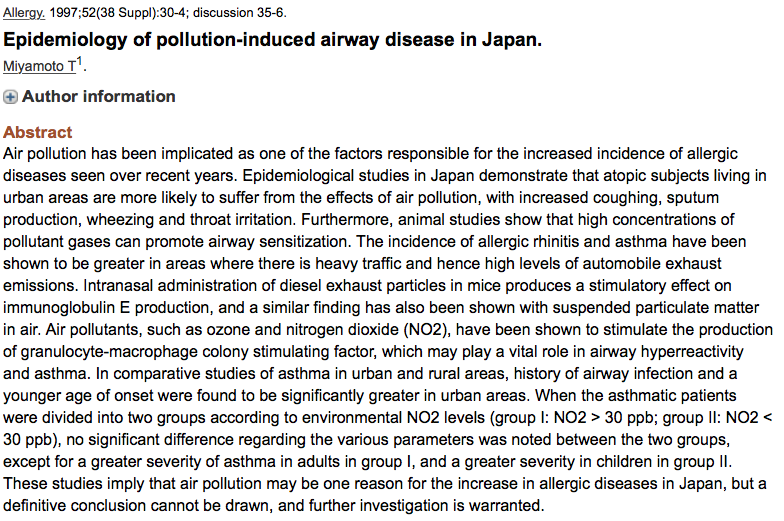 Allergy. 1997;52(38 Suppl):30-4; discussion 35-6.
Epidemiology of pollution-induced airway disease in Japan.
Miyamoto T1.
Author information
Abstract
Air pollution has been implicated as one of the factors responsible for the increased incidence of allergic
diseases seen over recent years. Epidemiological studies in Japan demonstrate that atopic subjects living in
urban areas are more likely to suffer from the effects of air pollution, with increased coughing, sputum
production, wheezing and throat irritation. Furthermore, animal studies show that high concentrations of
pollutant gases can promote airway sensitization. The incidence of allergic rhinitis and asthma have been
shown to be greater in areas where there is heavy traffic and hence high levels of automobile exhaust
emissions. Intranasal administration of diesel exhaust particles in mice produces a stimulatory effect on
immunoglobulin E production, and a similar finding has also been shown with suspended particulate matter
in air. Air pollutants, such as ozone and nitrogen dioxide (NO2), have been shown to stimulate the production
of granulocyte-macrophage colony stimulating factor, which may play a vital role in airway hyperreactivity
and asthma. In comparative studies of asthma in urban and rural areas, history of airway infection and a
younger age of onset were found to be significantly greater in urban areas. When the asthmatic patients
were divided into two groups according to environmental NO2 levels (group I: NO2 > 30 ppb; group II: NO2 <
30 ppb), no significant difference regarding the various parameters was noted between the two groups,
except for a greater severity of asthma in adults in group I, and a greater severity in children in group II.
These studies imply that air pollution may be one reason for the increase in allergic diseases in Japan, but a
definitive conclusion cannot be drawn, and further investigation is warranted.